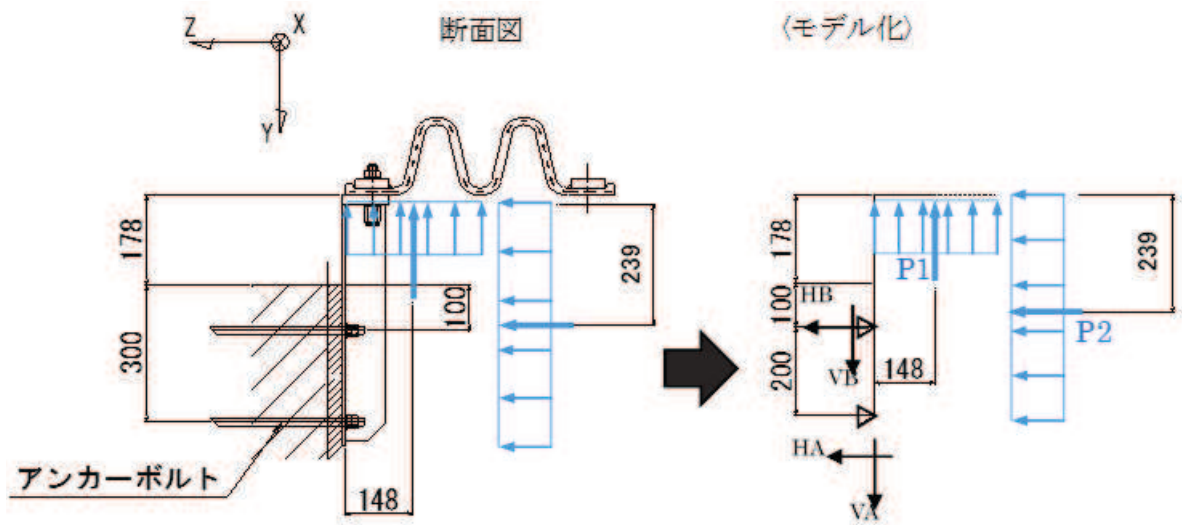 断面図
〈モデル化〉
Z
X
Y
178
300
100
239
148
アンカーボルト
178
100
200
P1
HB
VB
148
239
P2
HA
VA